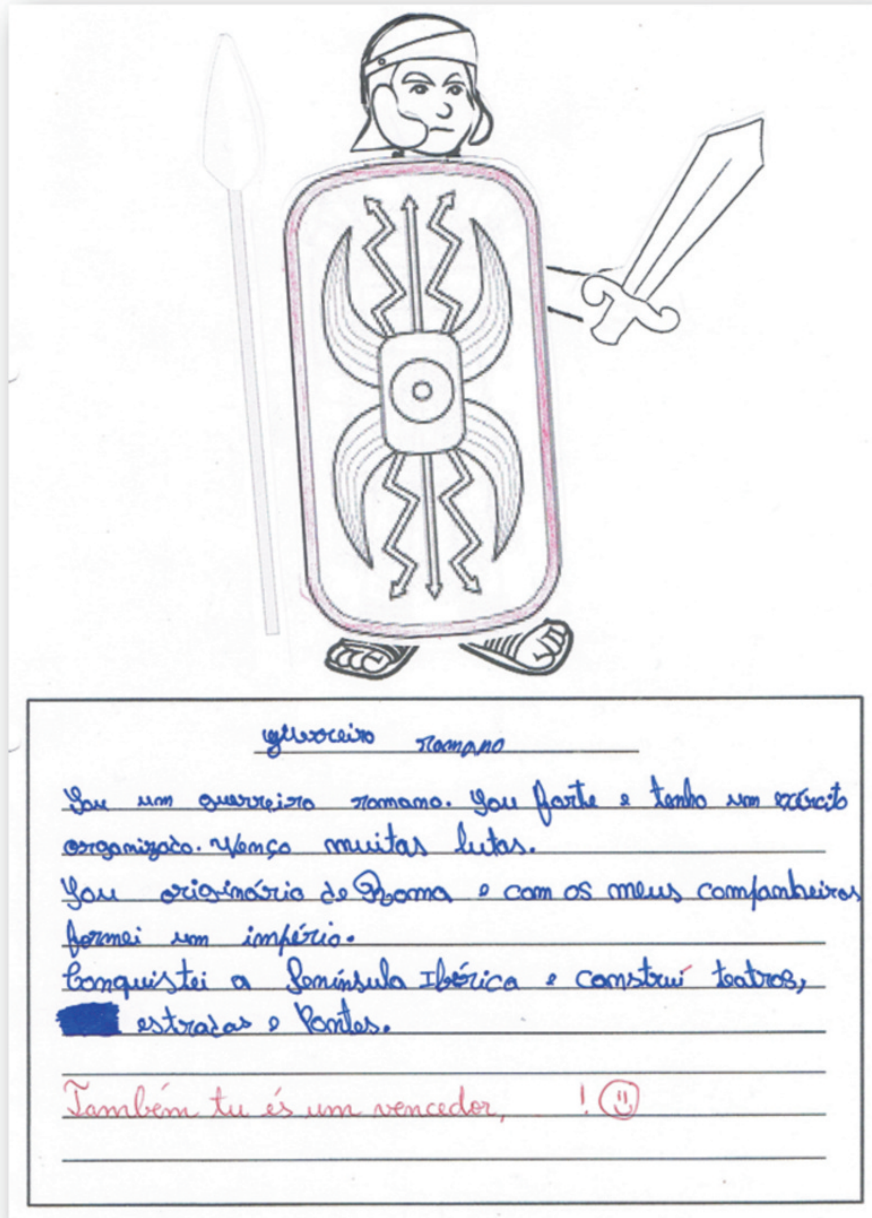 guerreiro romano
Sou um guerreiro romano. Sou forte e tenho um exército
organizado. Venço muitas lutas.
Sou originário de Roma e com os meus companheiros
formei um império.
Conquistei a Península Ibérica e construí teatros,
estradas e Pontes.
Também tu és um vencedor, !